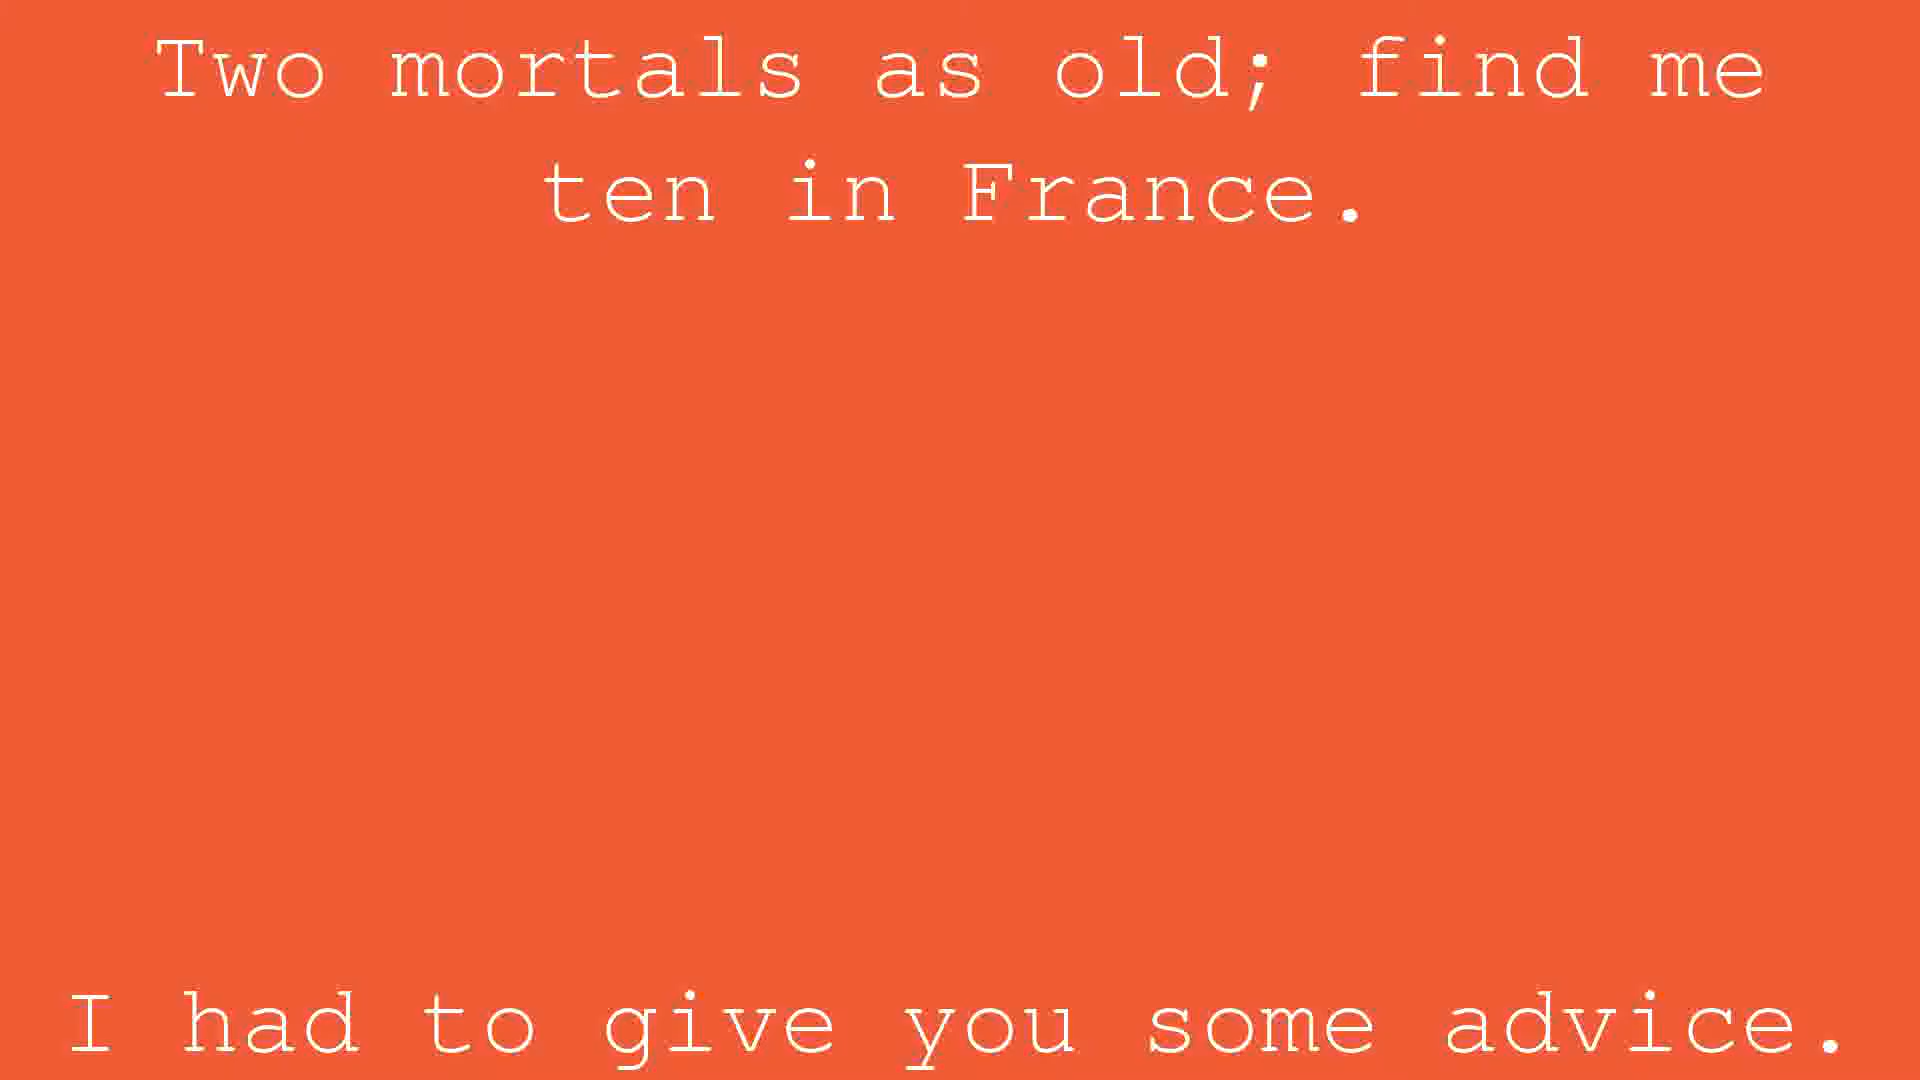 Two mortals as old; find me
ten in France.
I had to give you some advice.